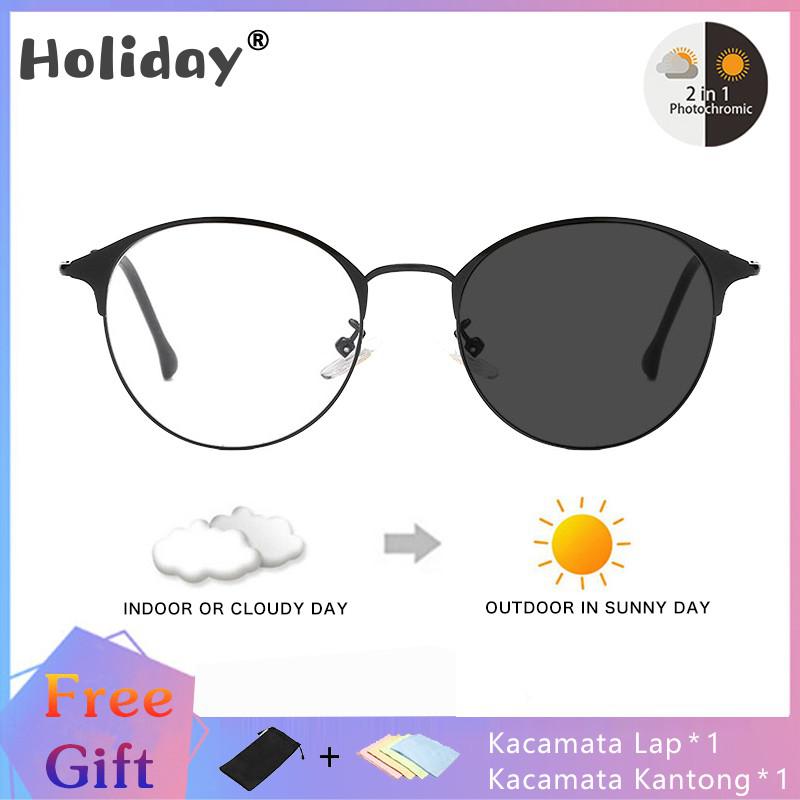 Holiday®
2 in 1
Photochromic
INDOOR OR CLOUDY DAY
OUTDOOR IN SUNNY DAY
Free
Gift
+
Kacamata Lap*1
Kacamata Kantong*1